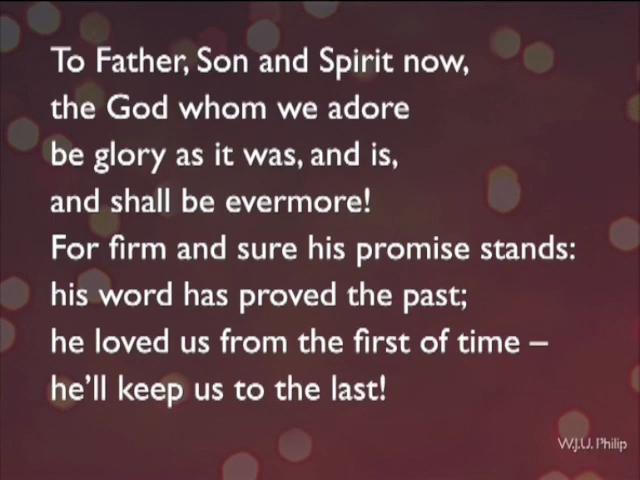 To Father, Son and Spirit now,
the God whom we adore
be glory as it was, and is,
and shall be evermore!
For firm and sure his promise stands:
his word has proved the past;
he loved us from the first of time –
he’ll keep us to the last!
W.J.U. Philip